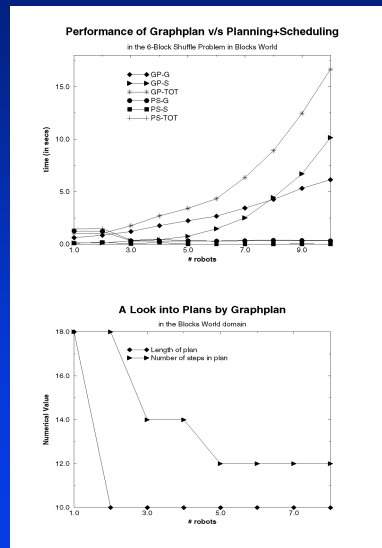 Performance of Graphplan v/s Planning+Scheduling
in the 6-Block Shuffle Problem in Blocks World
GP-G
GP-S
GP-TOT
PS-G
PS-S
PS-TOT
time (in secs)
15.0
10.0
5.0
0.0
1.0 3.0 5.0 7.0 9.0
# robots
A Look into Plans by Graphplan
in the Blocks World domain
Length of plan
Number of steps in plan
Numerical Value
18.0
16.0
14.0
12.0
10.0
1.0 3.0 5.0 7.0
# robots